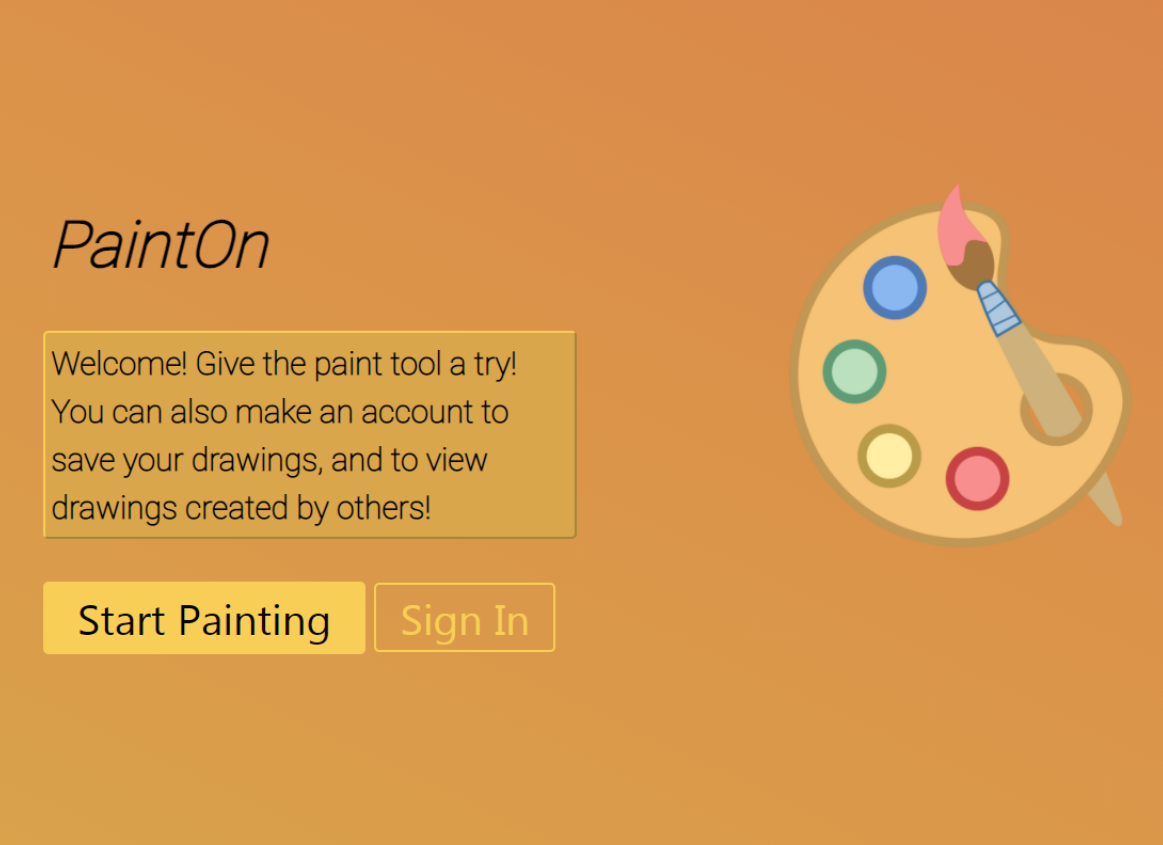 PaintOn
Welcome! Give the paint tool a try!
You can also make an account to
save your drawings, and to view
drawings created by others!
Start Painting
Sign In